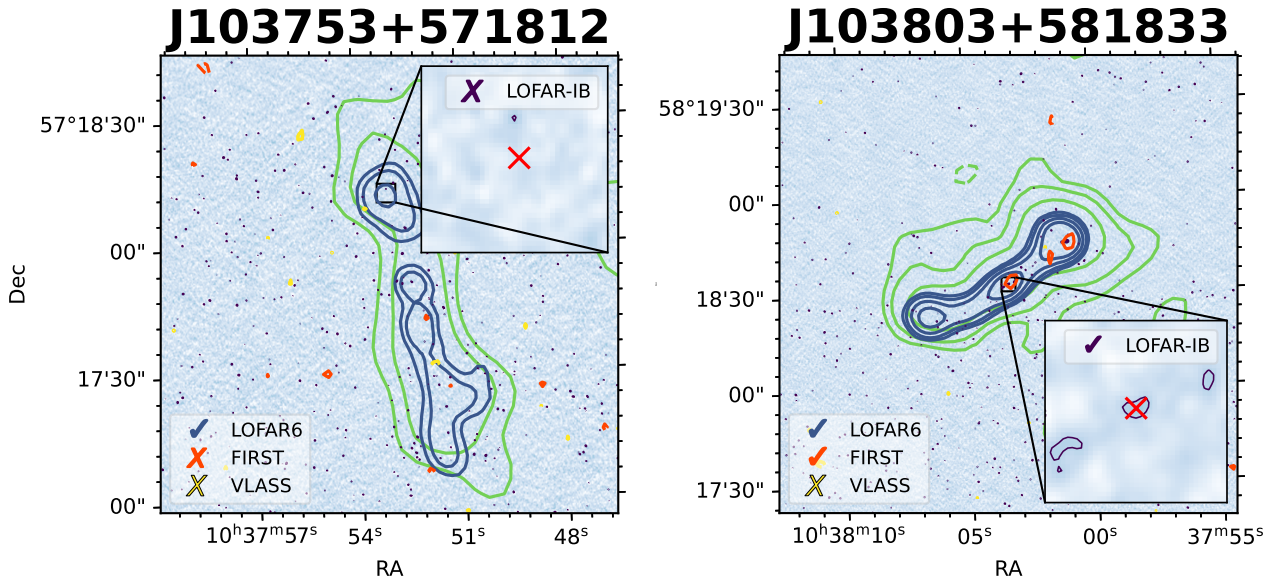 J103753+571812
LOFAR-IB
57°18'30"
00"
17'30"
00"
Dec
LOFAR6
FIRST
VLASS
10ʰ37ᵐ57ˢ
54ˢ
51ˢ
48ˢ
RA
J103803+581833
58°19'30"
00"
18'30"
00"
17'30"
LOFAR-IB
LOFAR6
FIRST
VLASS
10ʰ38ᵐ10ˢ
05ˢ
00ˢ
37ᵐ55ˢ
RA